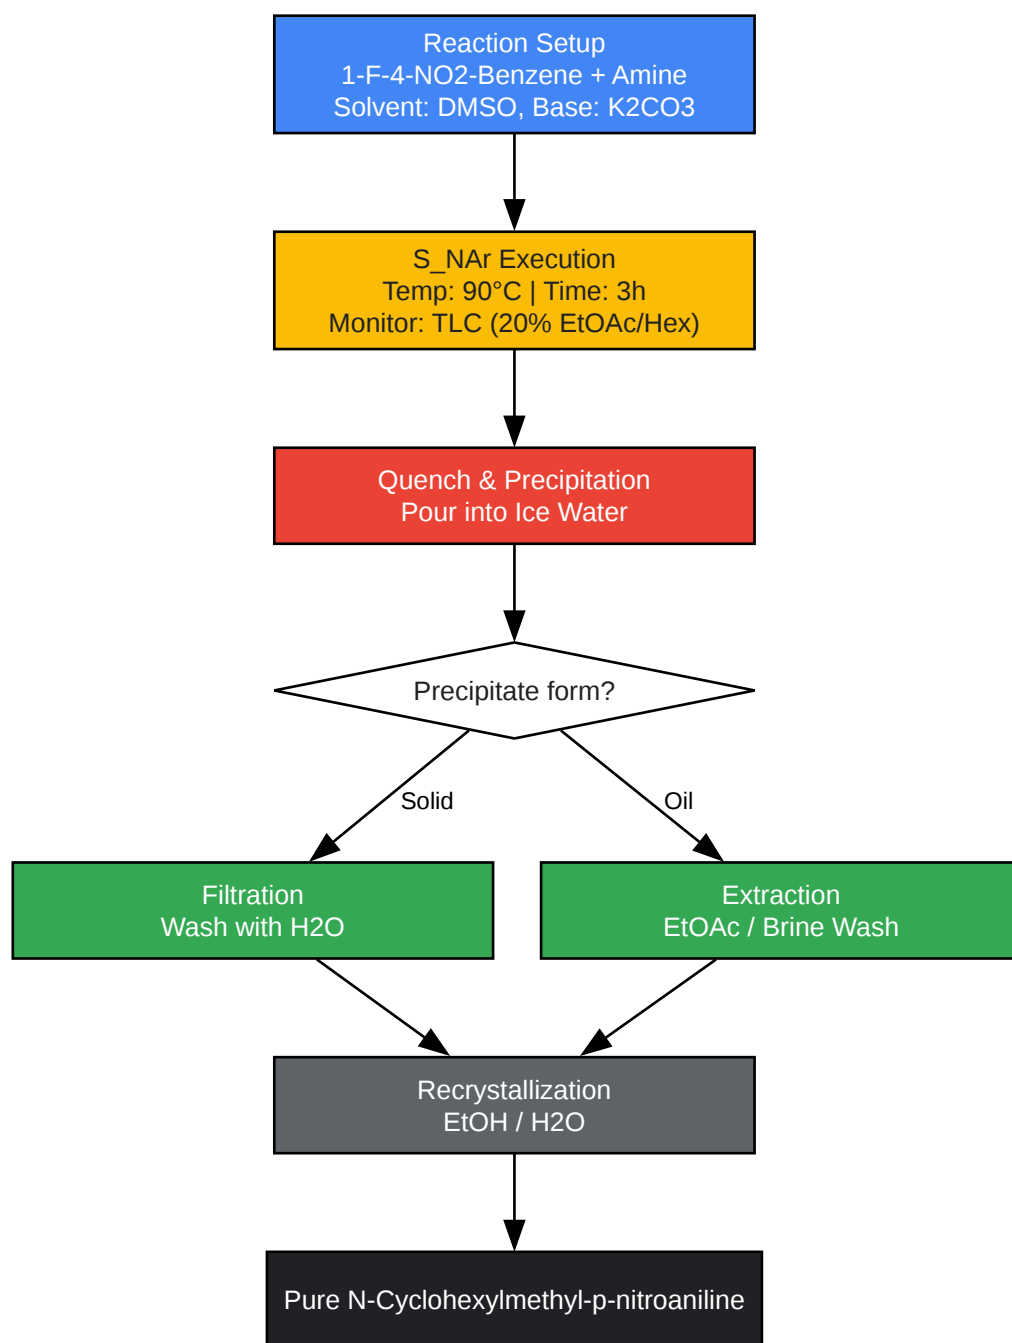 Reaction Setup
1-F-4-NO2-Benzene + Amine
Solvent: DMSO, Base: K2CO3
S_NAr Execution
Temp: 90°C | Time: 3h
Monitor: TLC (20% EtOAc/Hex)
Quench & Precipitation
Pour into Ice Water
Precipitate form?
Solid
Oil
Filtration
Wash with H2O
Extraction
EtOAc / Brine Wash
Recrystallization
EtOH / H2O
Pure N-Cyclohexylmethyl-p-nitroaniline